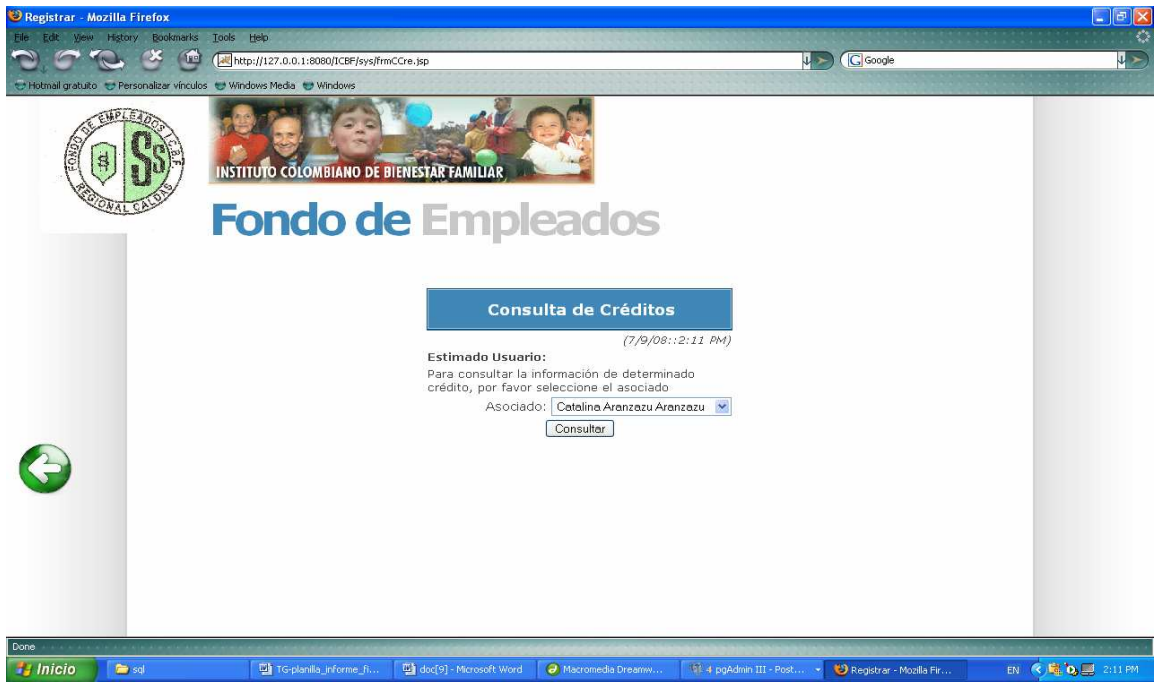 Registrar - Mozilla Firefox
File Edit View History Bookmarks Tools Help
http://127.0.0.1:8080/ICBF/sys/frmCCre.jsp
Google
Hotmail gratuito Personalizar vínculos Windows Media Windows
FONDO DE EMPLEADOS I.C.B.F
REGIONAL CALDAS
INSTITUTO COLOMBIANO DE BIENESTAR FAMILIAR
Fondo de Empleados
Consulta de Créditos
(7/9/08::2:11 PM)
Estimado Usuario:
Para consultar la información de determinado
crédito, por favor seleccione el asociado
Asociado: Catalina Aranzazu Aranzazu
Consultar
Done
Inicio sql TG-planilla_informe_fi... doc[9] - Microsoft Word Macromedia Dreamw... 4 pgAdmin III - Post... Registrar - Mozilla Fir... EN 2:11 PM